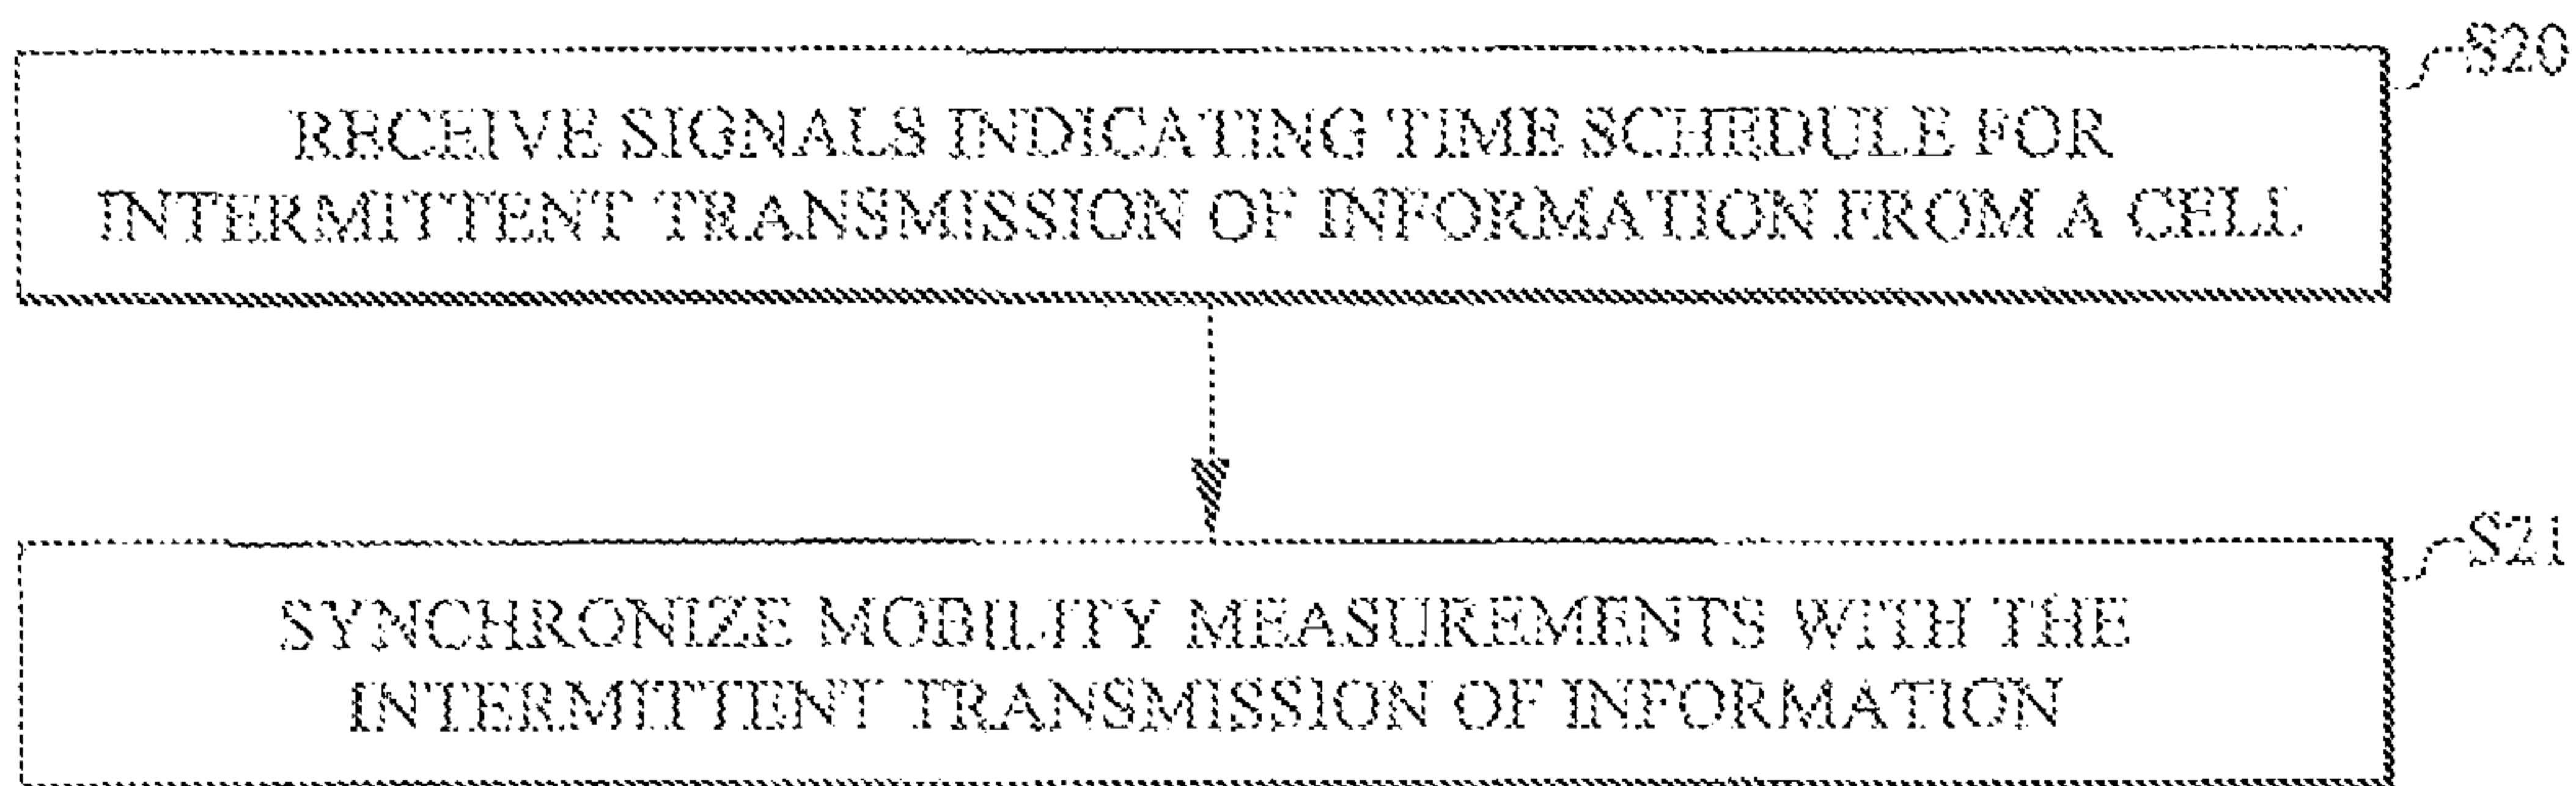 S20
RECEIVE SIGNALS INDICATING TIME SCHEDULE FOR
INTERMITTENT TRANSMISSION OF INFORMATION FROM A CELL
S21
SYNCHRONIZE MOBILITY MEASUREMENTS WITH THE
INTERMITTENT TRANSMISSION OF INFORMATION